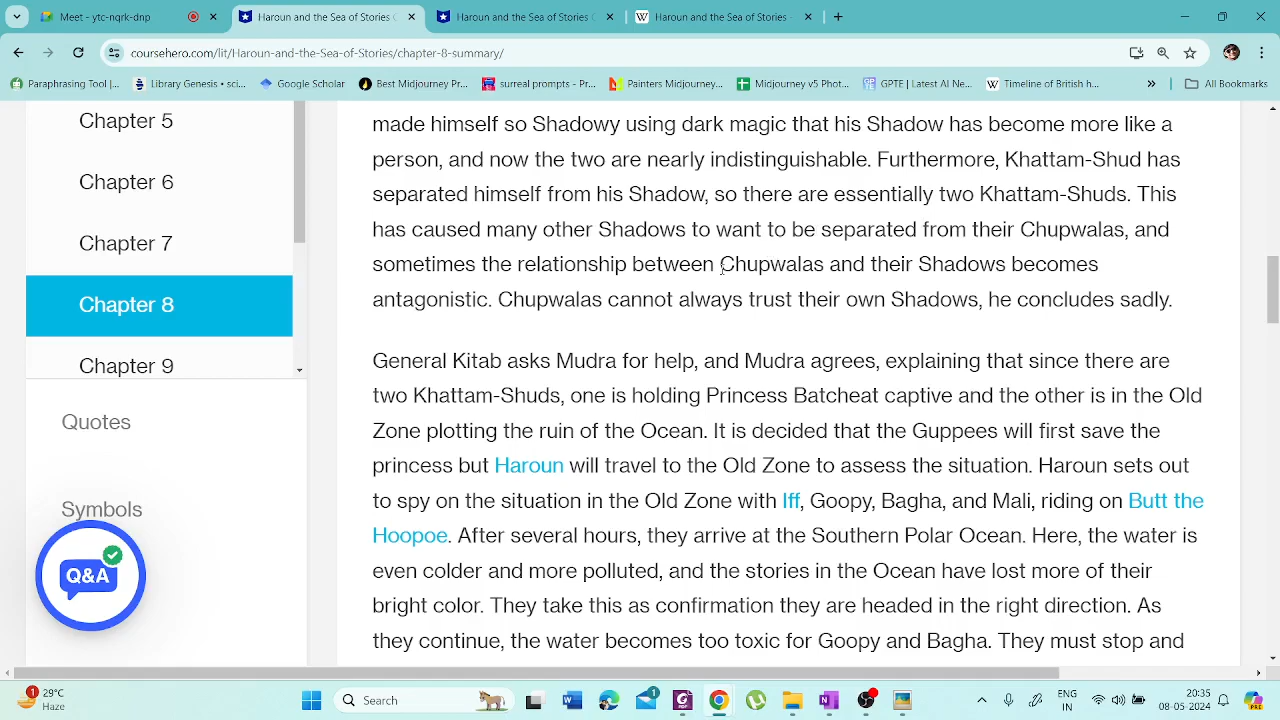 Meet - ytc-nqrk-dnp
Haroun and the Sea of Stories (
Haroun and the Sea of Stories (
Haroun and the Sea of Stories -
coursehero.com/lit/Haroun-and-the-Sea-of-Stories/chapter-8-summary/
Paraphrasing Tool |...
Library Genesis • sci...
Google Scholar
Best Midjourney Pr...
surreal prompts - Pr...
Painters Midjourney...
Midjourney v5 Phot...
GPTE | Latest AI Ne...
Timeline of British h...
All Bookmarks
Chapter 5
Chapter 6
Chapter 7
Chapter 8
Chapter 9
Quotes
Symbols
Q&A
made himself so Shadowy using dark magic that his Shadow has become more like a
person, and now the two are nearly indistinguishable. Furthermore, Khattam-Shud has
separated himself from his Shadow, so there are essentially two Khattam-Shuds. This
has caused many other Shadows to want to be separated from their Chupwalas, and
sometimes the relationship between Chupwalas and their Shadows becomes
antagonistic. Chupwalas cannot always trust their own Shadows, he concludes sadly.
General Kitab asks Mudra for help, and Mudra agrees, explaining that since there are
two Khattam-Shuds, one is holding Princess Batcheat captive and the other is in the Old
Zone plotting the ruin of the Ocean. It is decided that the Guppees will first save the
princess but Haroun will travel to the Old Zone to assess the situation. Haroun sets out
to spy on the situation in the Old Zone with Iff, Goopy, Bagha, and Mali, riding on Butt the
Hoopoe. After several hours, they arrive at the Southern Polar Ocean. Here, the water is
even colder and more polluted, and the stories in the Ocean have lost more of their
bright color. They take this as confirmation they are headed in the right direction. As
they continue, the water becomes too toxic for Goopy and Bagha. They must stop and
1
29°C
Haze
Search
1
ENG
IN
20:35
08-05-2024